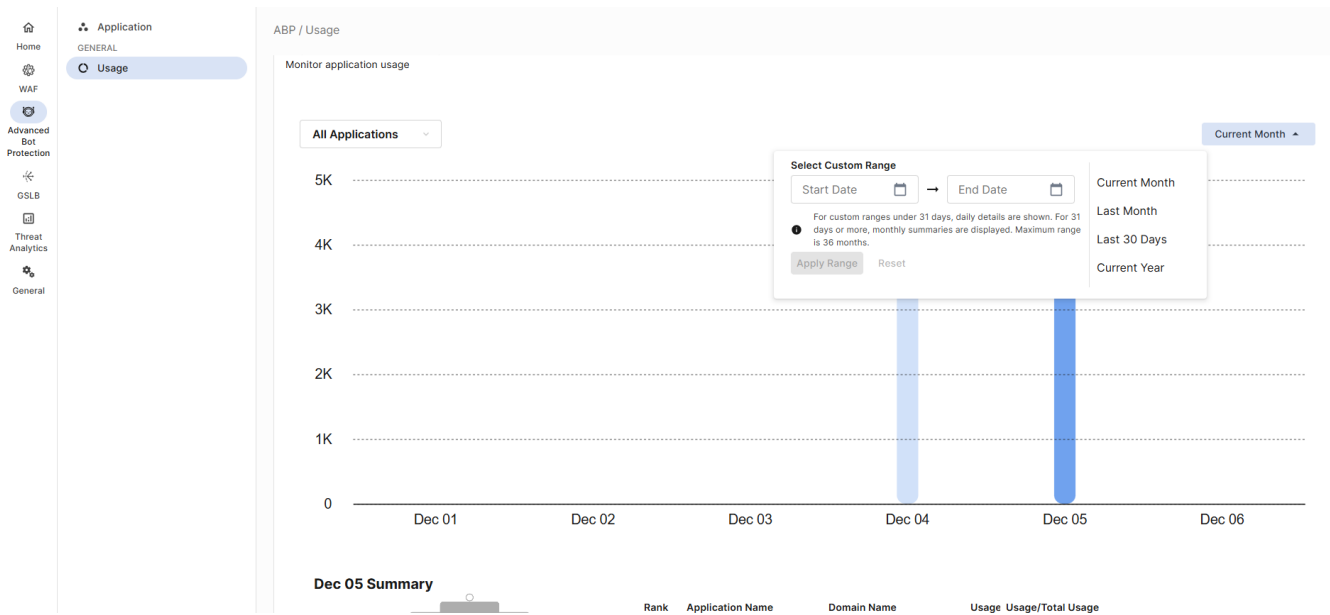 Home
WAF
Advanced
Bot
Protection
GSLB
Threat
Analytics
General
Application
GENERAL
Usage
ABP / Usage
Monitor application usage
All Applications
Current Month
Select Custom Range
Start Date
End Date
For custom ranges under 31 days, daily details are shown. For 31
days or more, monthly summaries are displayed. Maximum range
is 36 months.
Apply Range Reset
Current Month
Last Month
Last 30 Days
Current Year
5K
4K
3K
2K
1K
0
Dec 01 Dec 02 Dec 03 Dec 04 Dec 05 Dec 06
Dec 05 Summary
Rank Application Name Domain Name Usage Usage/Total Usage